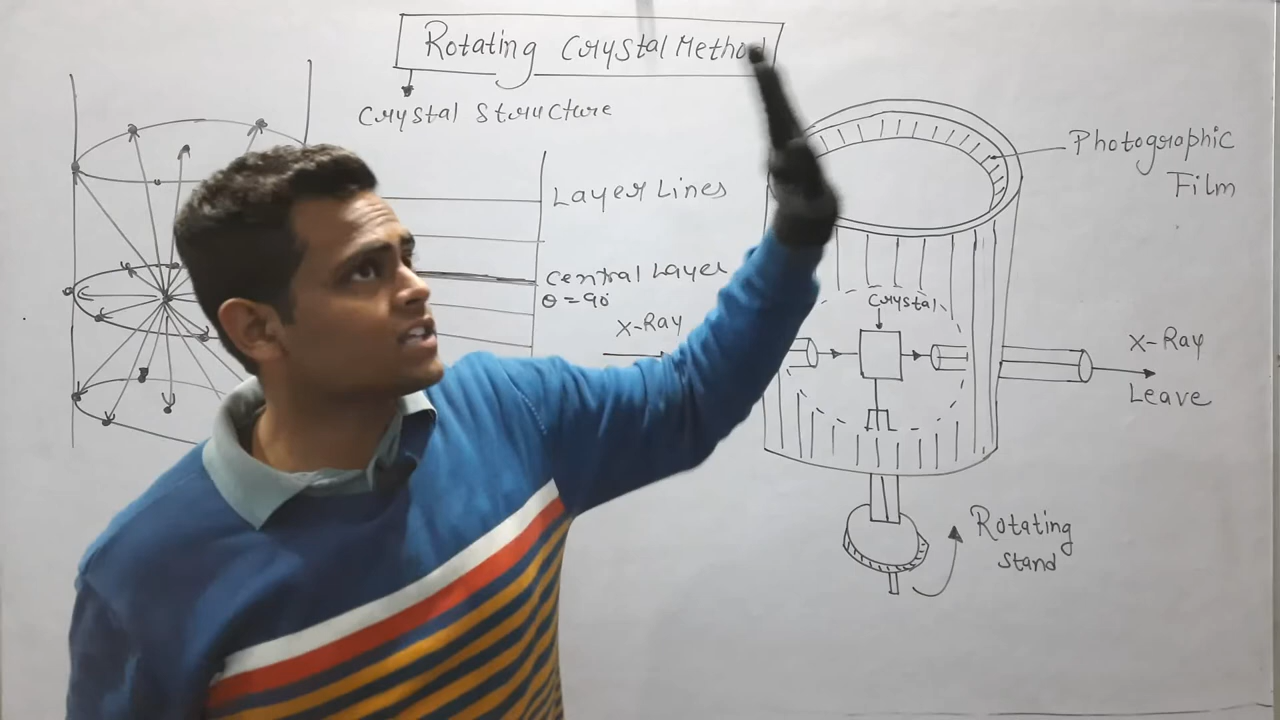 Rotating Crystal Method
Crystal Structure
Layer Lines
Central Layer
θ = 90°
X-Ray
Photographic
Film
Crystal
X-Ray
Leave
Rotating
Stand